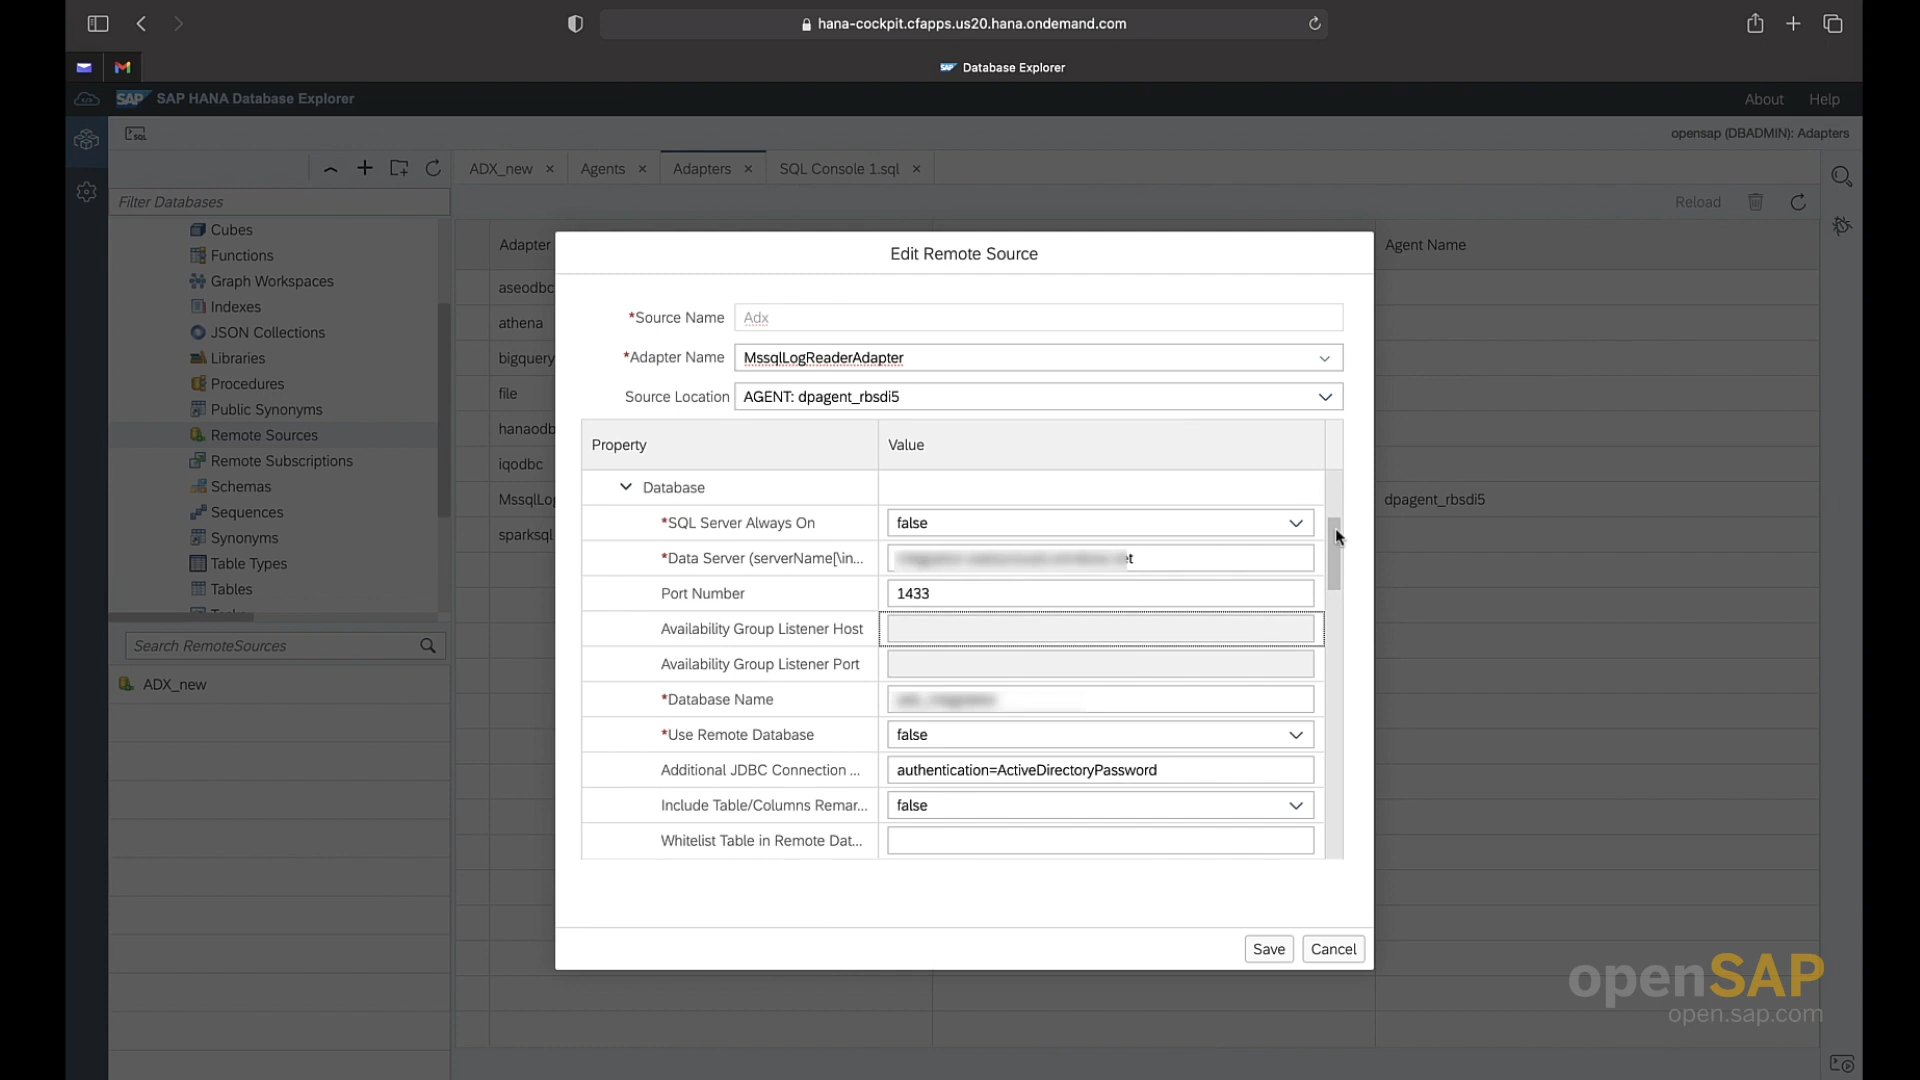 hana-cockpit.cfapps.us20.hana.ondemand.com
SAP Database Explorer
SAP SAP HANA Database Explorer
About Help
SQL
opensap (DBADMIN): Adapters
ADX_new × Agents × Adapters × SQL Console 1.sql ×
Filter Databases
Reload
Cubes
Functions
Graph Workspaces
Indexes
JSON Collections
Libraries
Procedures
Public Synonyms
Remote Sources
Remote Subscriptions
Schemas
Sequences
Synonyms
Table Types
Tables
Search RemoteSources
ADX_new
Adapter
Agent Name
aseodbc
athena
bigquery
file
hanaodb
iqodbc
MssqlLog
dpagent_rbsdi5
sparksql
Edit Remote Source
*Source Name Adx
*Adapter Name MssqlLogReaderAdapter
Source Location AGENT: dpagent_rbsdi5
Property Value
Database
*SQL Server Always On false
*Data Server (serverName[\in... et
Port Number 1433
Availability Group Listener Host
Availability Group Listener Port
*Database Name
*Use Remote Database false
Additional JDBC Connection ... authentication=ActiveDirectoryPassword
Include Table/Columns Remar... false
Whitelist Table in Remote Dat...
Save Cancel
openSAP
open.sap.com